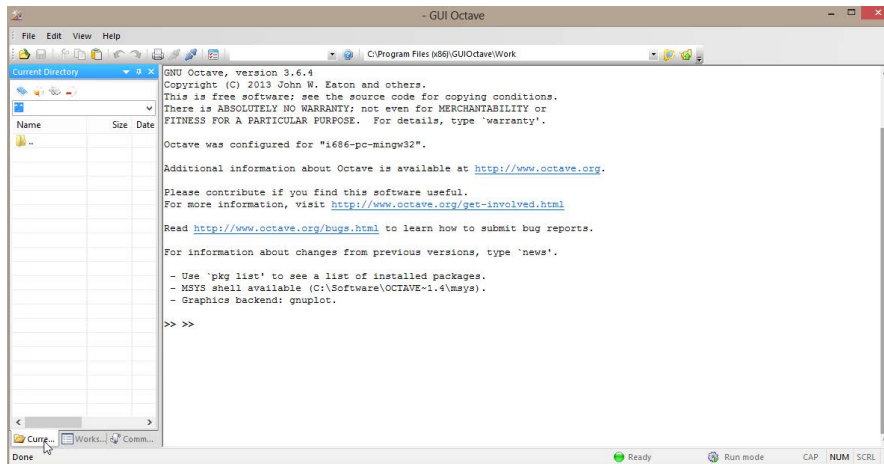 - GUI Octave
File Edit View Help
C:\Program Files (x86)\GUIOctave\Work
Current Directory
*.*
Name Size Date
..
GNU Octave, version 3.6.4
Copyright (C) 2013 John W. Eaton and others.
This is free software; see the source code for copying conditions.
There is ABSOLUTELY NO WARRANTY; not even for MERCHANTABILITY or
FITNESS FOR A PARTICULAR PURPOSE.  For details, type `warranty'.
Octave was configured for "i686-pc-mingw32".
Additional information about Octave is available at http://www.octave.org.
Please contribute if you find this software useful.
For more information, visit http://www.octave.org/get-involved.html
Read http://www.octave.org/bugs.html to learn how to submit bug reports.
For information about changes from previous versions, type `news'.
- Use `pkg list' to see a list of installed packages.
- MSYS shell available (C:\Software\OCTAVE~1.4\msys).
- Graphics backend: gnuplot.
>> >>
Curre... Works... Comm...
Done Ready Run mode CAP NUM SCRL